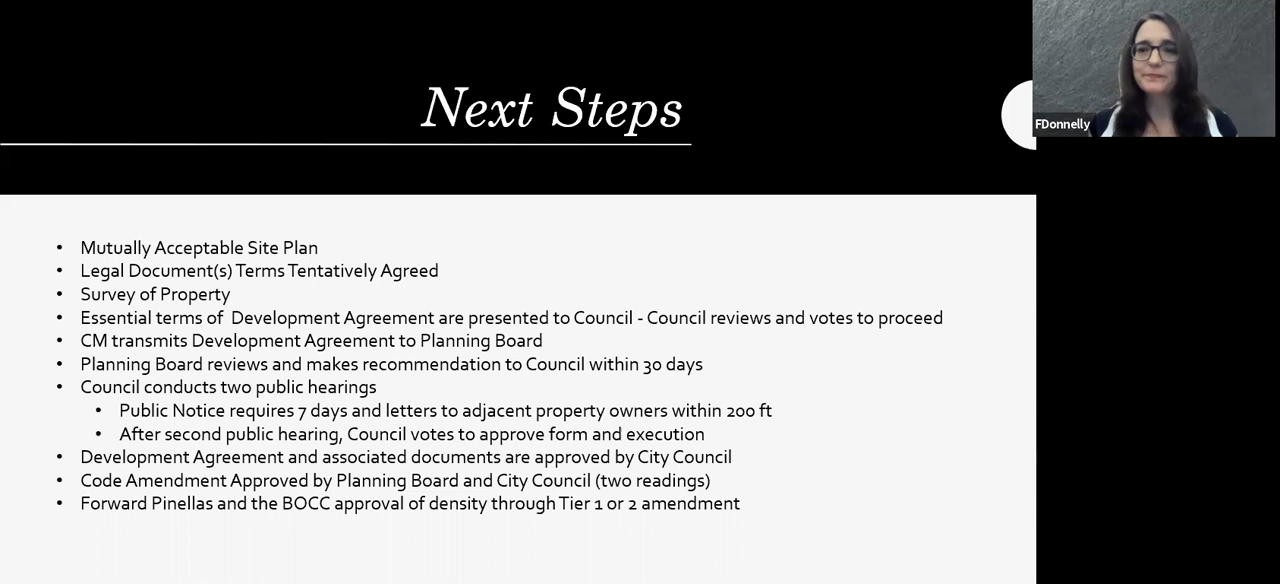 Next Steps
FDonnelly
• Mutually Acceptable Site Plan
• Legal Document(s) Terms Tentatively Agreed
• Survey of Property
• Essential terms of  Development Agreement are presented to Council - Council reviews and votes to proceed
• CM transmits Development Agreement to Planning Board
• Planning Board reviews and makes recommendation to Council within 30 days
• Council conducts two public hearings
• Public Notice requires 7 days and letters to adjacent property owners within 200 ft
• After second public hearing, Council votes to approve form and execution
• Development Agreement and associated documents are approved by City Council
• Code Amendment Approved by Planning Board and City Council (two readings)
• Forward Pinellas and the BOCC approval of density through Tier 1 or 2 amendment